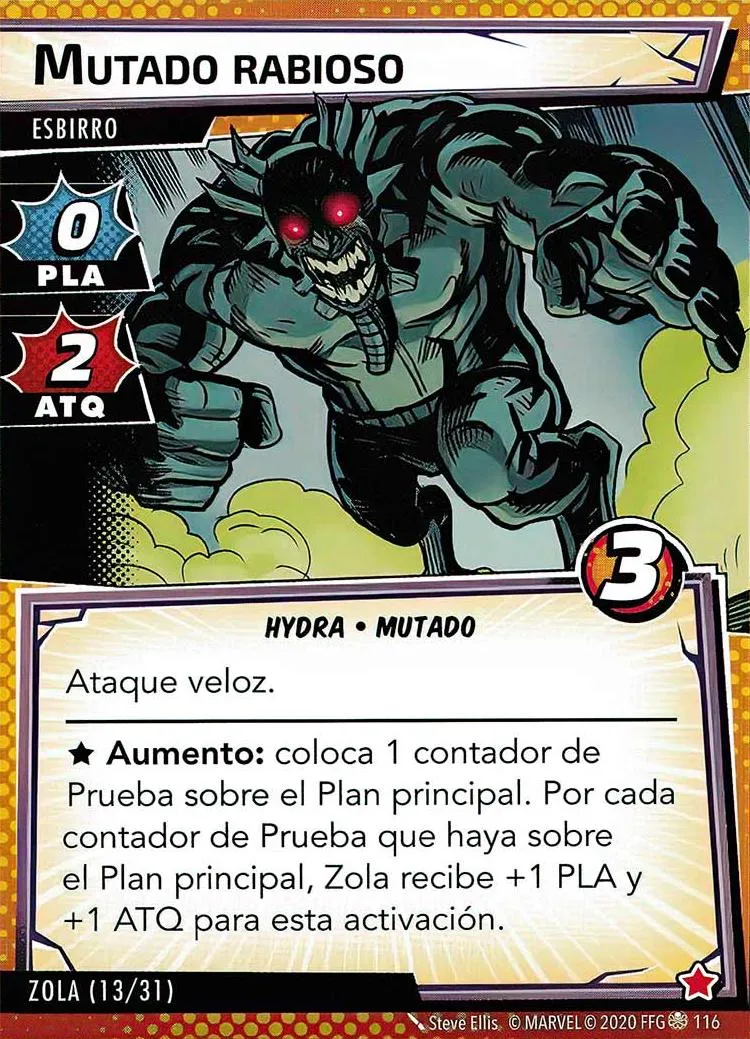 MUTADO RABIOSO
ESBIRRO
0
PLA
2
ATQ
3
HYDRA • MUTADO
Ataque veloz.
★ Aumento: coloca 1 contador de
Prueba sobre el Plan principal. Por cada
contador de Prueba que haya sobre
el Plan principal, Zola recibe +1 PLA y
+1 ATQ para esta activación.
ZOLA (13/31)
Steve Ellis. © MARVEL © 2020 FFG 116